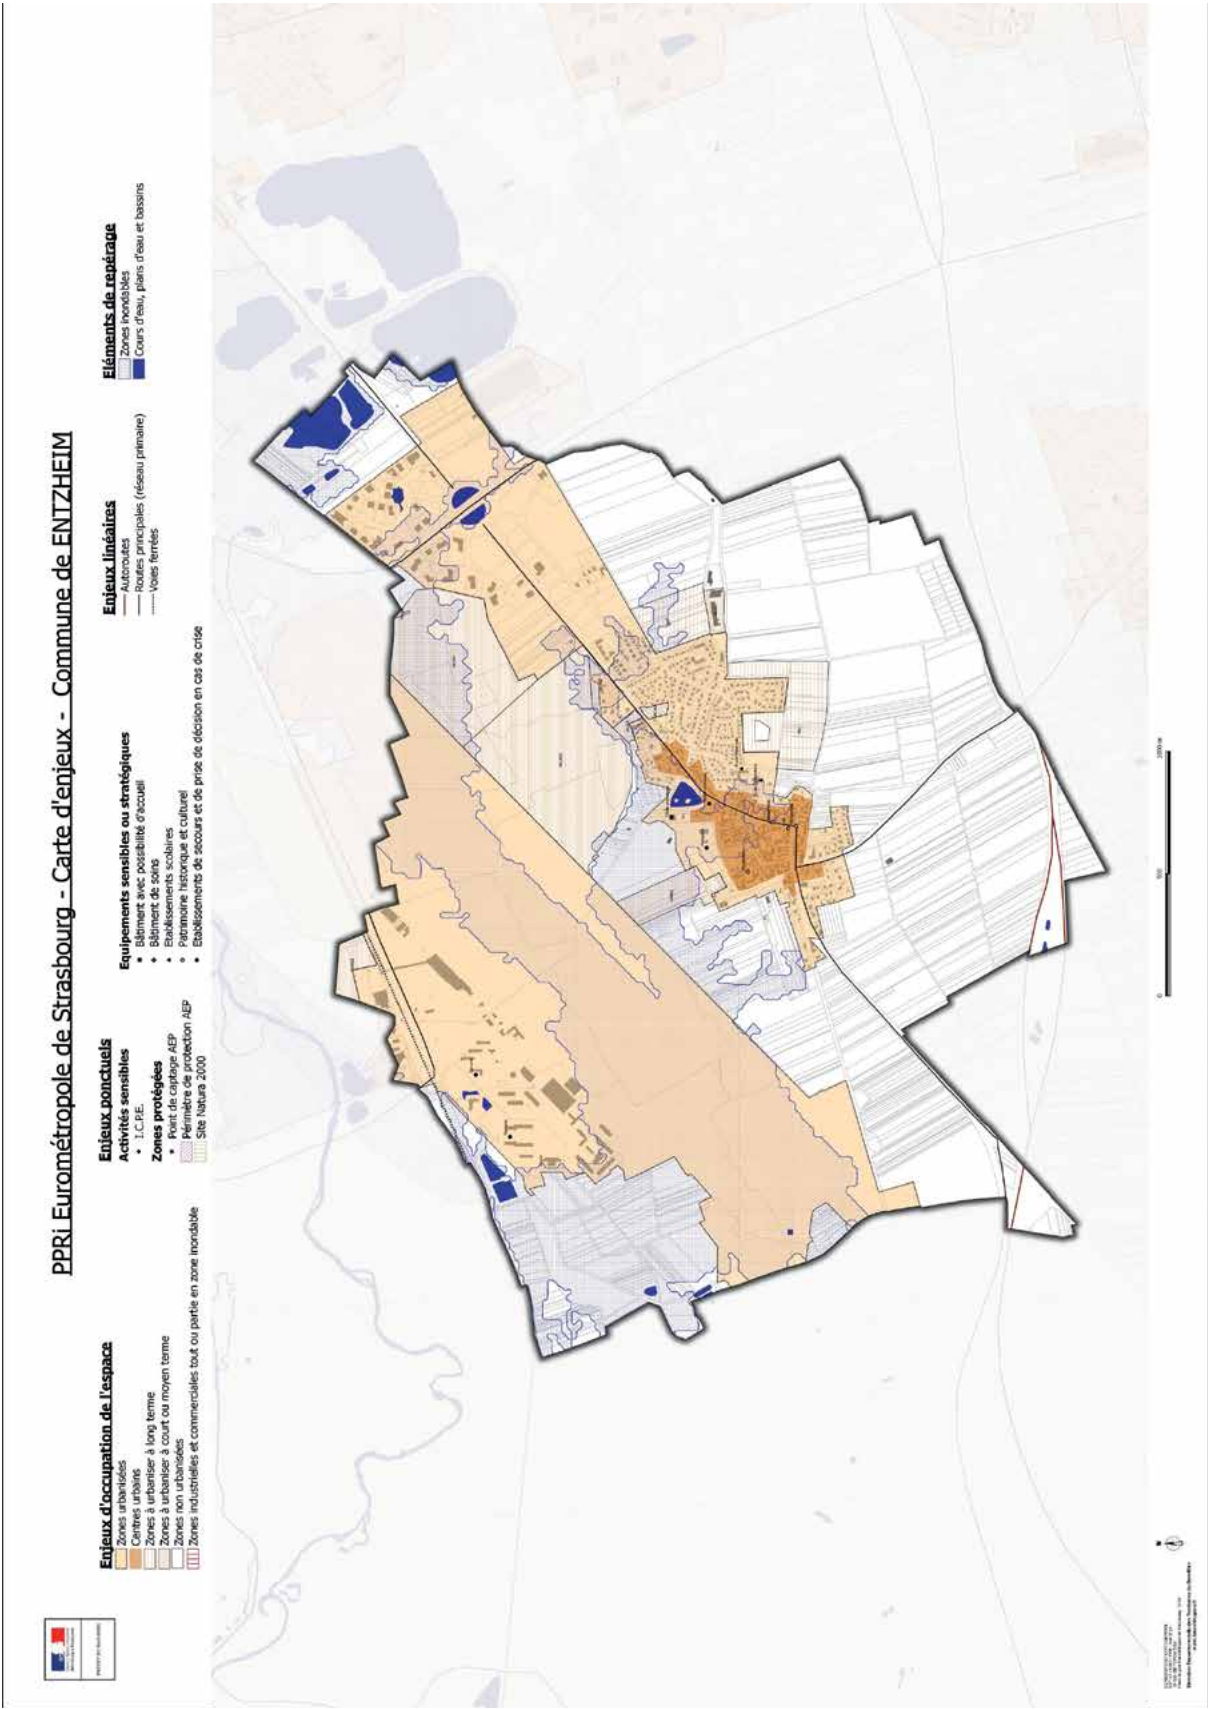 PPRi Eurométropole de Strasbourg - Carte d'enjeux - Commune de ENTZHEIM
Enjeux d'occupation de l'espace
Zones urbanisées
Centres urbains
Zones à urbaniser à long terme
Zones à urbaniser à court ou moyen terme
Zones non urbanisées
Zones industrielles et commerciales tout ou partie en zone inondable
Enjeux ponctuels
Activités sensibles
I.C.P.E.
Zones protégées
Point de captage AEP
Périmètre de protection AEP
Site Natura 2000
Equipements sensibles ou stratégiques
Bâtiment avec possibilité d'accueil
Bâtiment de soins
Etablissements scolaires
Patrimoine historique et culturel
Etablissements de secours et de prise de décision en cas de crise
Enjeux linéaires
Autoroutes
Routes principales (réseau primaire)
Voies ferrées
Eléments de repérage
Zones inondables
Cours d'eau, plans d'eau et bassins
0 500 1000 m
N